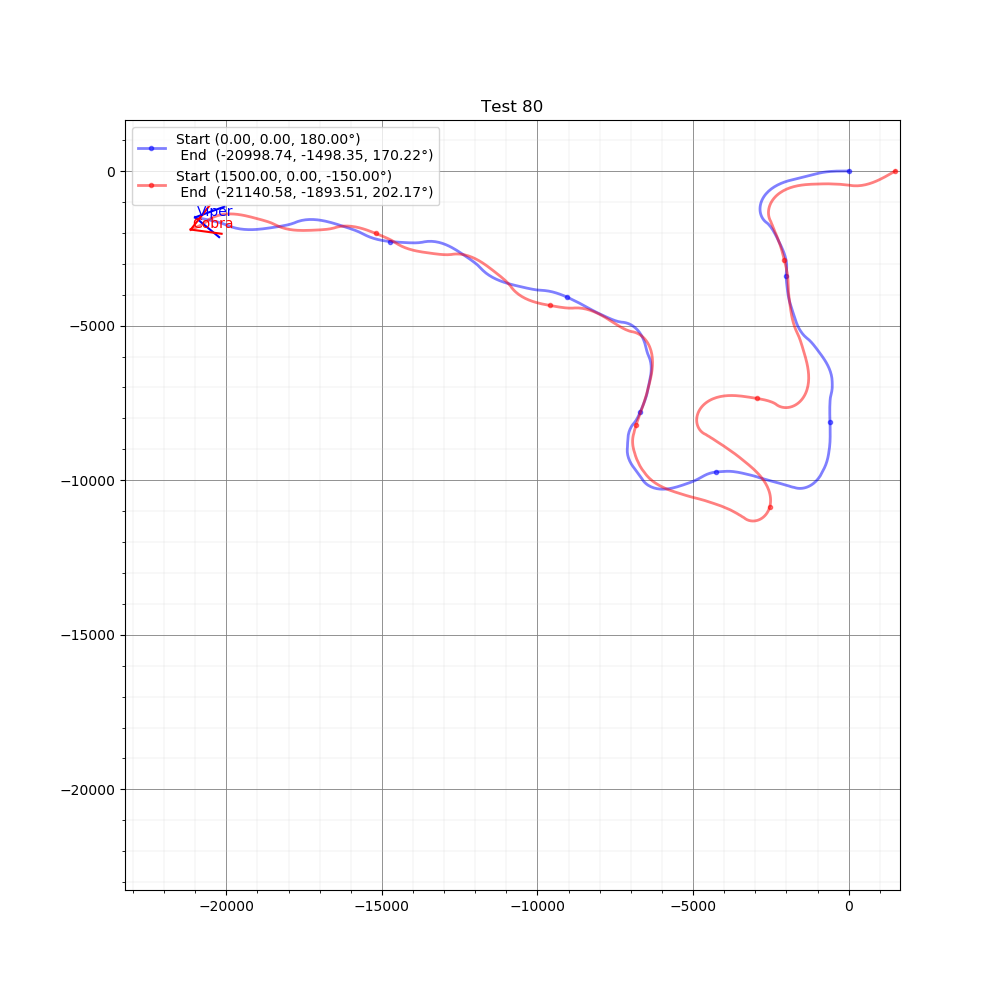 Test 80
Start (0.00, 0.00, 180.00°)
End (-20998.74, -1498.35, 170.22°)
Start (1500.00, 0.00, -150.00°)
End (-21140.58, -1893.51, 202.17°)
Viper
Cobra
0
−5000
−10000
−15000
−20000
−20000
−15000
−10000
−5000
0